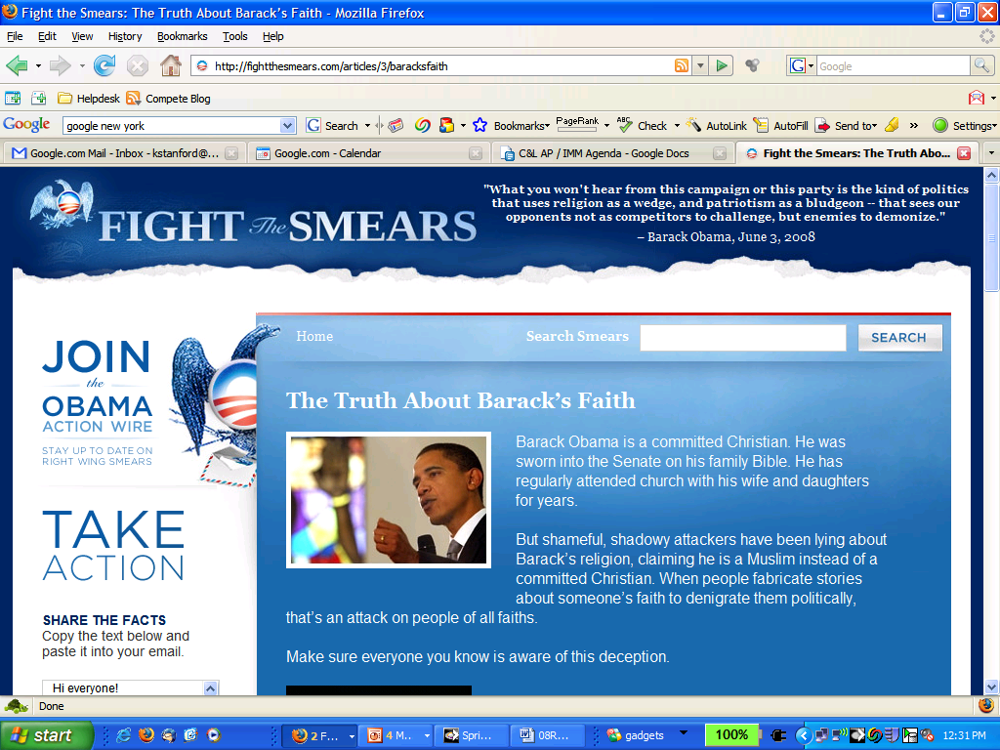 Fight the Smears: The Truth About Barack's Faith - Mozilla Firefox
File Edit View History Bookmarks Tools Help
http://fightthesmears.com/articles/3/baracksfaith
G Google
Helpdesk Compete Blog
Google google new york G Search Bookmarks PageRank Check AutoLink AutoFill Send to » Settings
Google.com Mail - Inbox - kstanford@... Google.com - Calendar C&L AP / IMM Agenda - Google Docs Fight the Smears: The Truth Abo...
FIGHT The SMEARS
"What you won't hear from this campaign or this party is the kind of politics
that uses religion as a wedge, and patriotism as a bludgeon -- that sees our
opponents not as competitors to challenge, but enemies to demonize."
– Barack Obama, June 3, 2008
JOIN
the
OBAMA
ACTION WIRE
STAY UP TO DATE ON
RIGHT WING SMEARS
TAKE
ACTION
SHARE THE FACTS
Copy the text below and
paste it into your email.
Hi everyone!
Home Search Smears SEARCH
The Truth About Barack's Faith
Barack Obama is a committed Christian. He was
sworn into the Senate on his family Bible. He has
regularly attended church with his wife and daughters
for years.
But shameful, shadowy attackers have been lying about
Barack's religion, claiming he is a Muslim instead of a
committed Christian. When people fabricate stories
about someone's faith to denigrate them politically,
that's an attack on people of all faiths.
Make sure everyone you know is aware of this deception.
Done
start 2 F... 4 M... Spri... 08R... gadgets 100% 12:31 PM